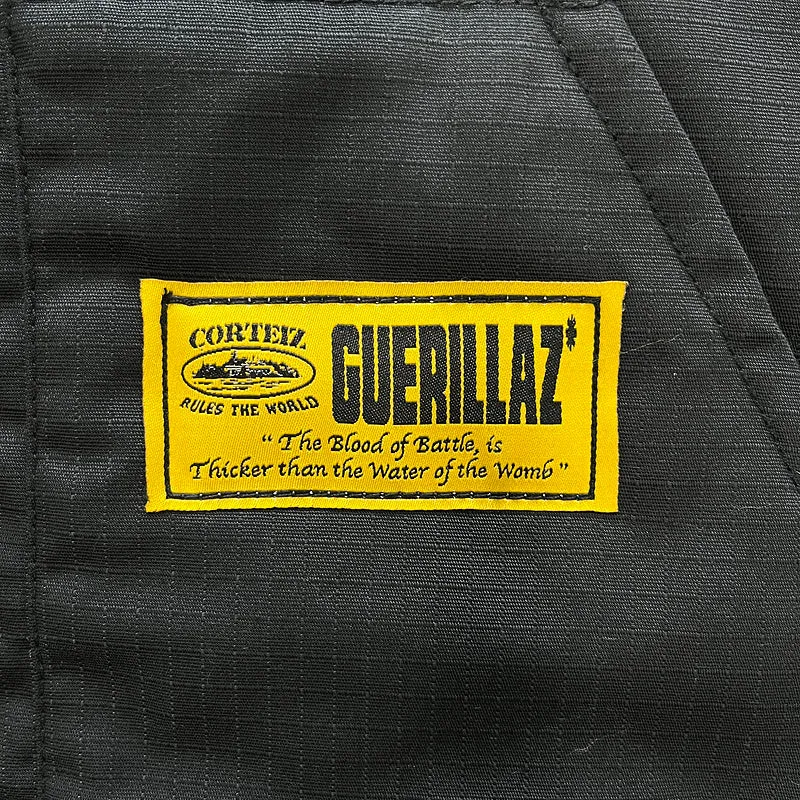 CORTEIZ
RULES THE WORLD
GUERILLAZ
“ The Blood of Battle, is
Thicker than the Water of the Womb ”